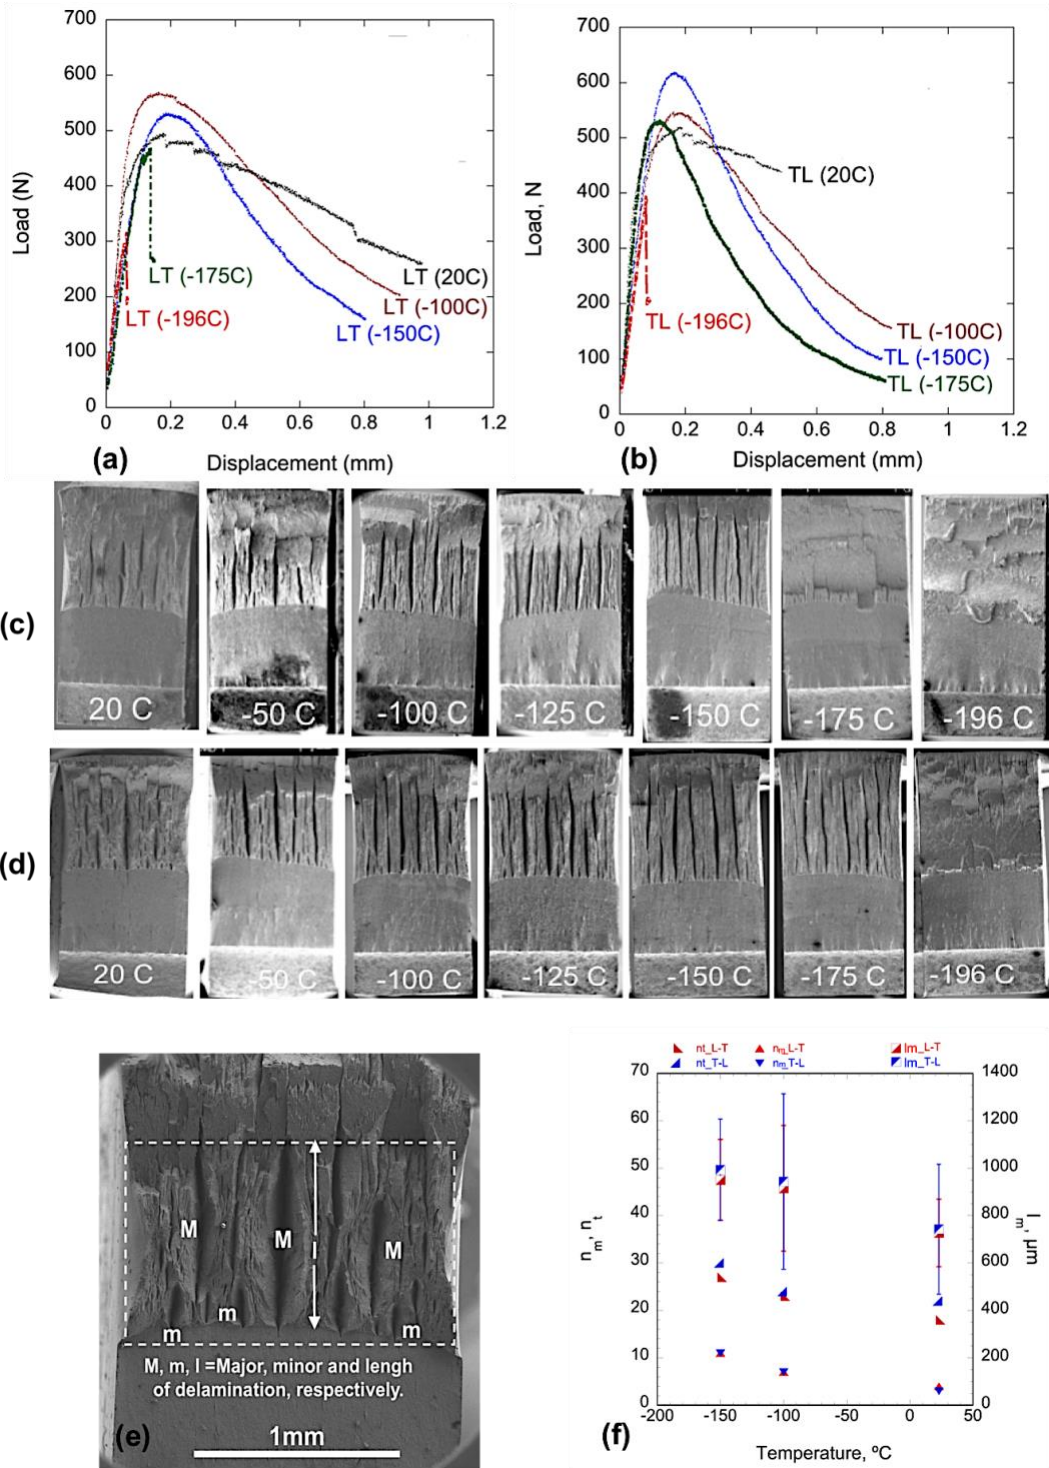 700
600
500
400
300
200
100
0
Load (N)
LT (20C)
LT (-175C)
LT (-100C)
LT (-196C)
LT (-150C)
0 0.2 0.4 0.6 0.8 1 1.2
(a)
Displacement (mm)
700
600
500
400
300
200
100
0
Load, N
TL (20C)
TL (-196C)
TL (-100C)
TL (-150C)
TL (-175C)
0 0.2 0.4 0.6 0.8 1 1.2
(b)
Displacement (mm)
(c)
20 C -50 C -100 C -125 C -150 C -175 C -196 C
(d)
20 C -50 C -100 C -125 C -150 C -175 C -196 C
M M M
l
m m m
M, m, l =Major, minor and lengh
of delamination, respectively.
(e)
1mm
nt_L-T nm_L-T lm_L-T
nt_T-L nm_T-L lm_T-L
70
60
50
40
30
20
10
0
nm, nt
1400
1200
1000
800
600
400
200
0
lm, µm
-200 -150 -100 -50 0 50
(f)
Temperature, ºC